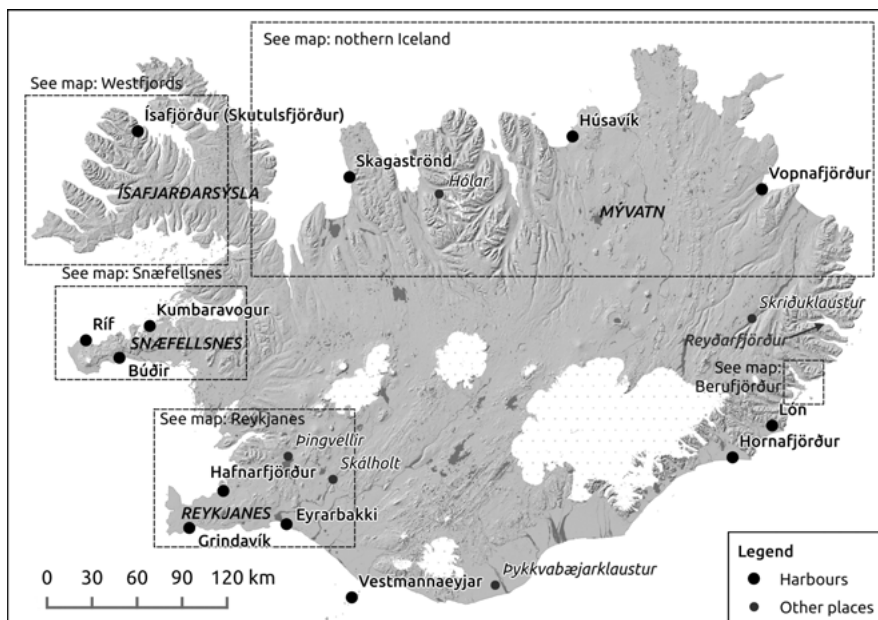 See map: nothern Iceland
See map: Westfjords
Ísafjörður (Skutulsfjörður)
Húsavík
Skagaströnd
Hólar
Vopnafjörður
ÍSAFJARÐARSÝSLA
MÝVATN
See map: Snæfellsnes
Kumbaravogur
Ríf
SNÆFELLSNES
Búðir
Skriðuklaustur
Reyðarfjörður
See map:
Berufjörður
Lón
Hornafjörður
See map: Reykjanes
Þingvellir
Skálholt
Hafnarfjörður
REYKJANES
Eyrarbakki
Grindavík
Vestmannaeyjar
Þykkvabæjarklaustur
0 30 60 90 120 km
Legend
Harbours
Other places